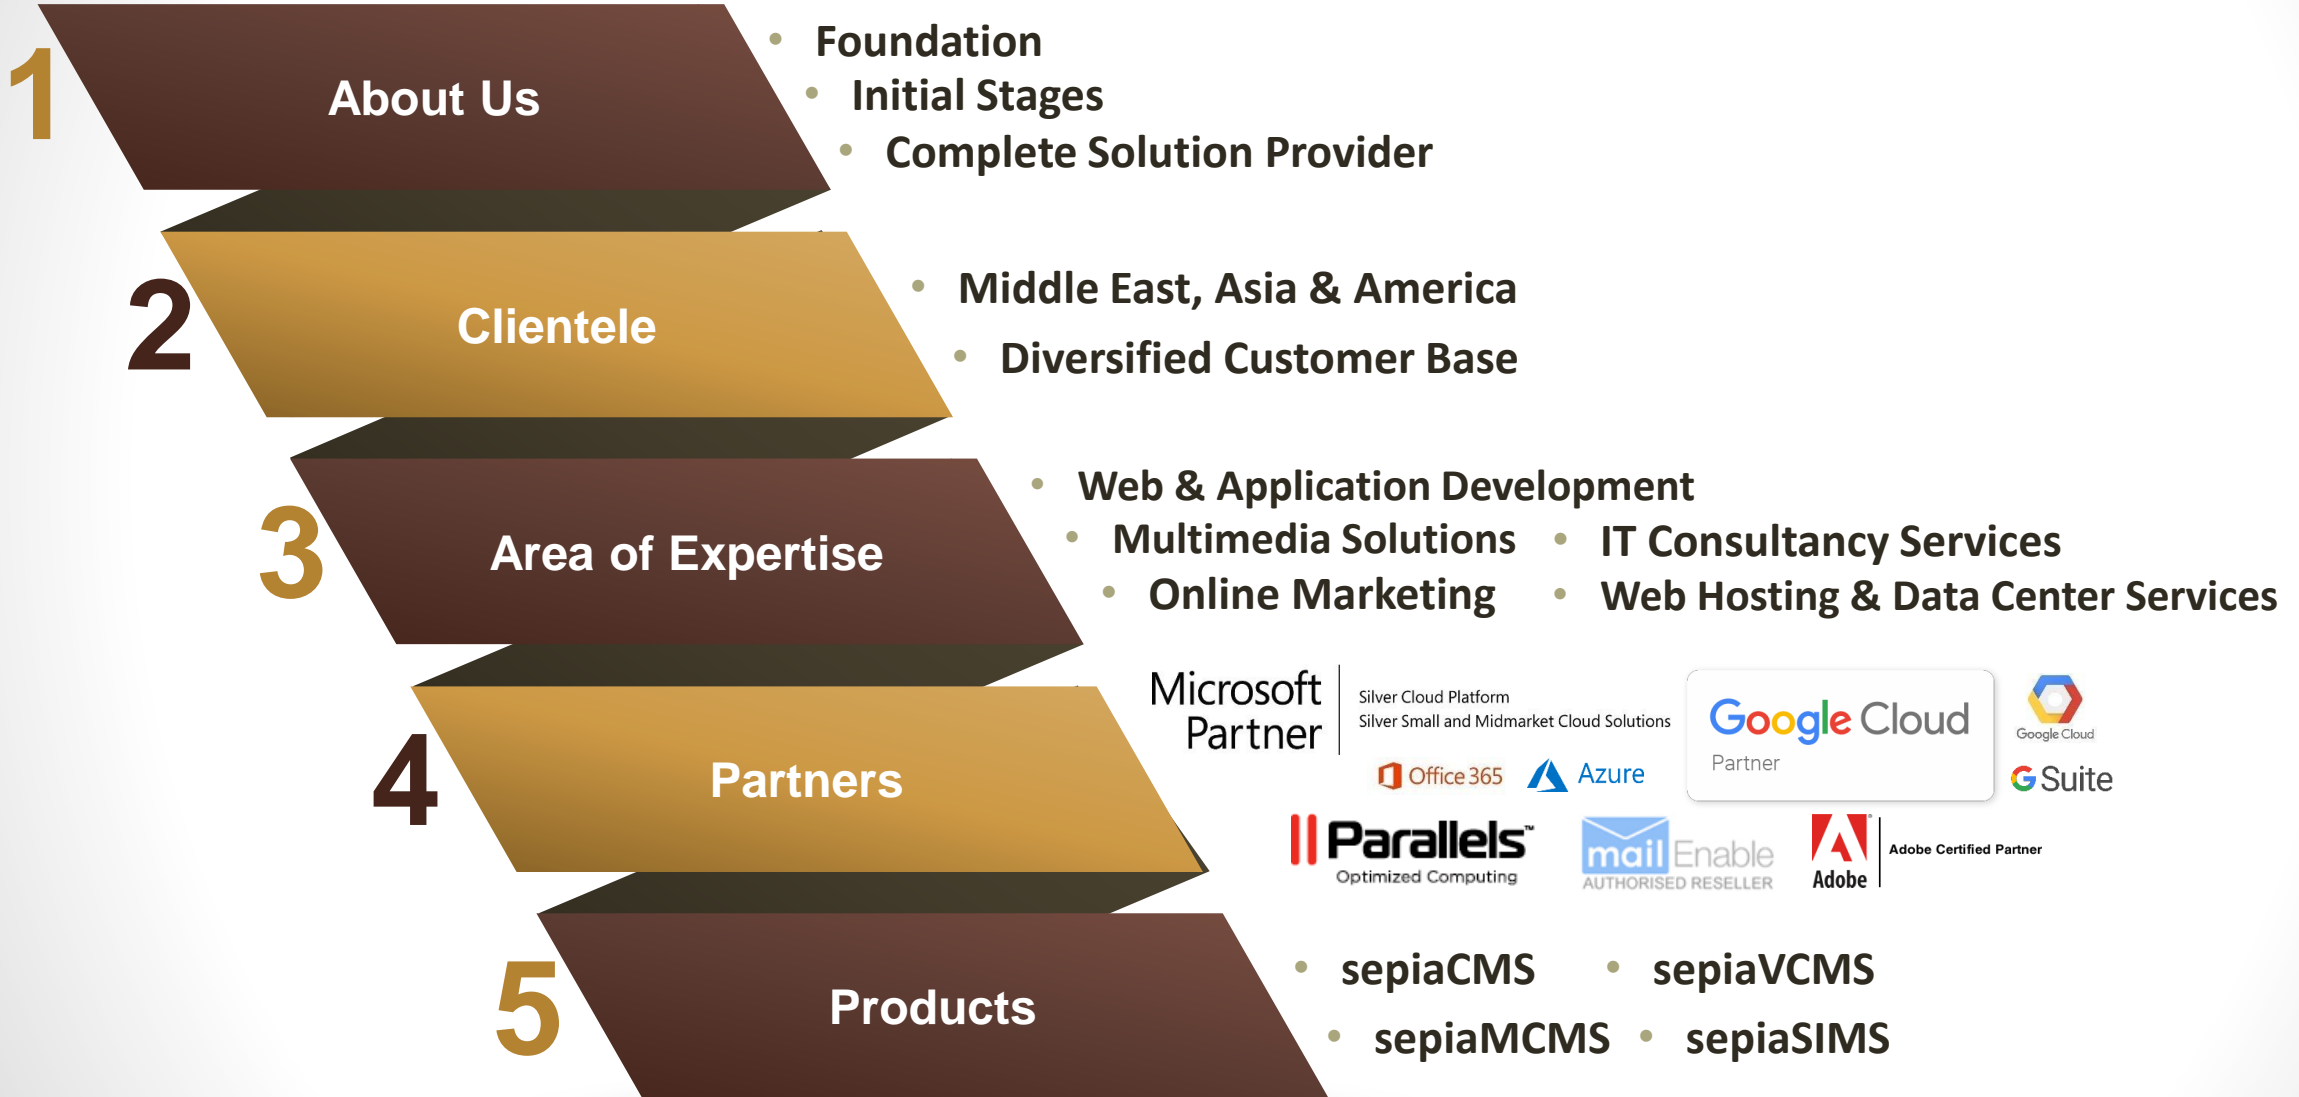 1
About Us
• Foundation
• Initial Stages
• Complete Solution Provider
2
Clientele
• Middle East, Asia & America
• Diversified Customer Base
3
Area of Expertise
• Web & Application Development
• Multimedia Solutions • IT Consultancy Services
• Online Marketing • Web Hosting & Data Center Services
4
Partners
Microsoft
Partner
Silver Cloud Platform
Silver Small and Midmarket Cloud Solutions
Office 365 Azure
Google Cloud
Partner
Google Cloud
G Suite
Parallels™
Optimized Computing
mailEnable
AUTHORISED RESELLER
Adobe®
Adobe Certified Partner
5
Products
• sepiaCMS • sepiaVCMS
• sepiaMCMS • sepiaSIMS